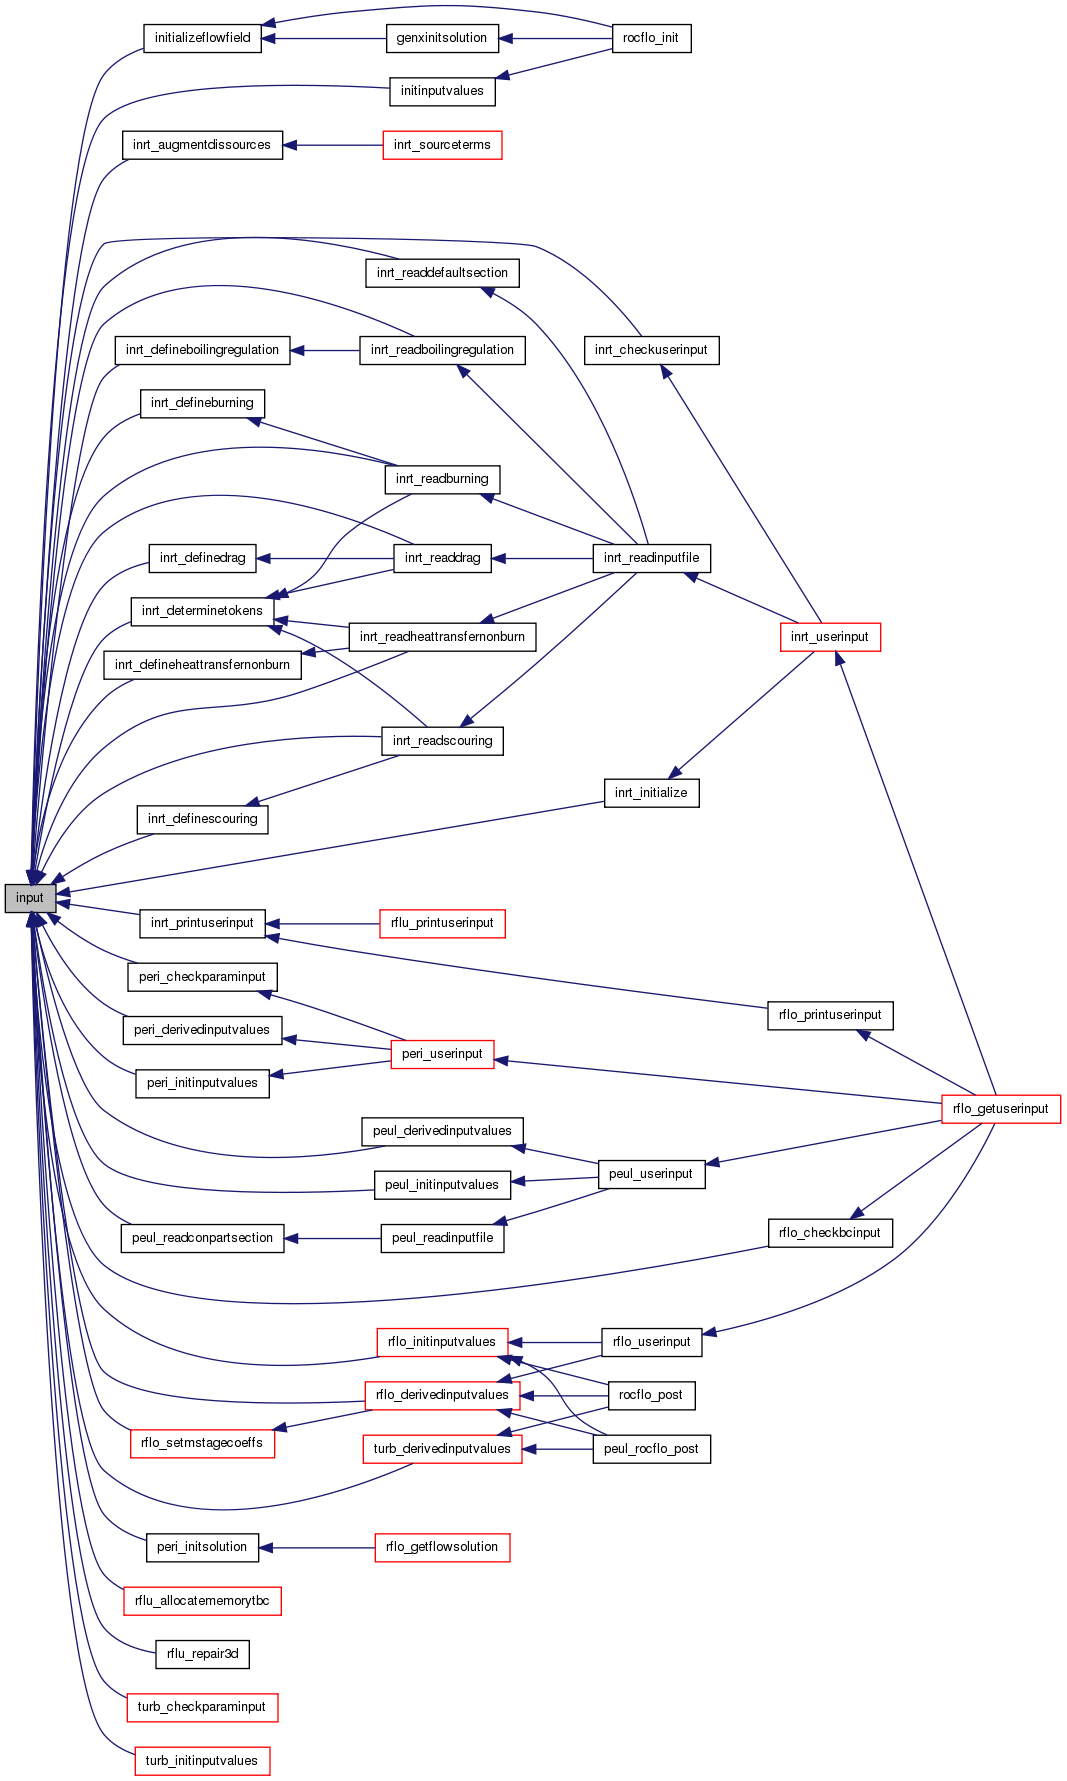 initializeflowfield
genxinitsolution
rocflo_init
initinputvalues
inrt_augmentdissources
inrt_sourceterms
inrt_readdefaultsection
inrt_defineboilingregulation
inrt_readboilingregulation
inrt_checkuserinput
inrt_defineburning
inrt_readburning
inrt_definedrag
inrt_readdrag
inrt_readinputfile
inrt_determinetokens
inrt_readheattransfernonburn
inrt_userinput
inrt_defineheattransfernonburn
inrt_readscouring
inrt_initialize
inrt_definescouring
input
inrt_printuserinput
rflu_printuserinput
peri_checkparaminput
rflo_printuserinput
peri_derivedinputvalues
peri_userinput
peri_initinputvalues
rflo_getuserinput
peul_derivedinputvalues
peul_initinputvalues
peul_userinput
peul_readconpartsection
peul_readinputfile
rflo_checkbcinput
rflo_initinputvalues
rflo_userinput
rflo_derivedinputvalues
rocflo_post
rflo_setmstagecoeffs
turb_derivedinputvalues
peul_rocflo_post
peri_initsolution
rflo_getflowsolution
rflu_allocatememorytbc
rflu_repair3d
turb_checkparaminput
turb_initinputvalues